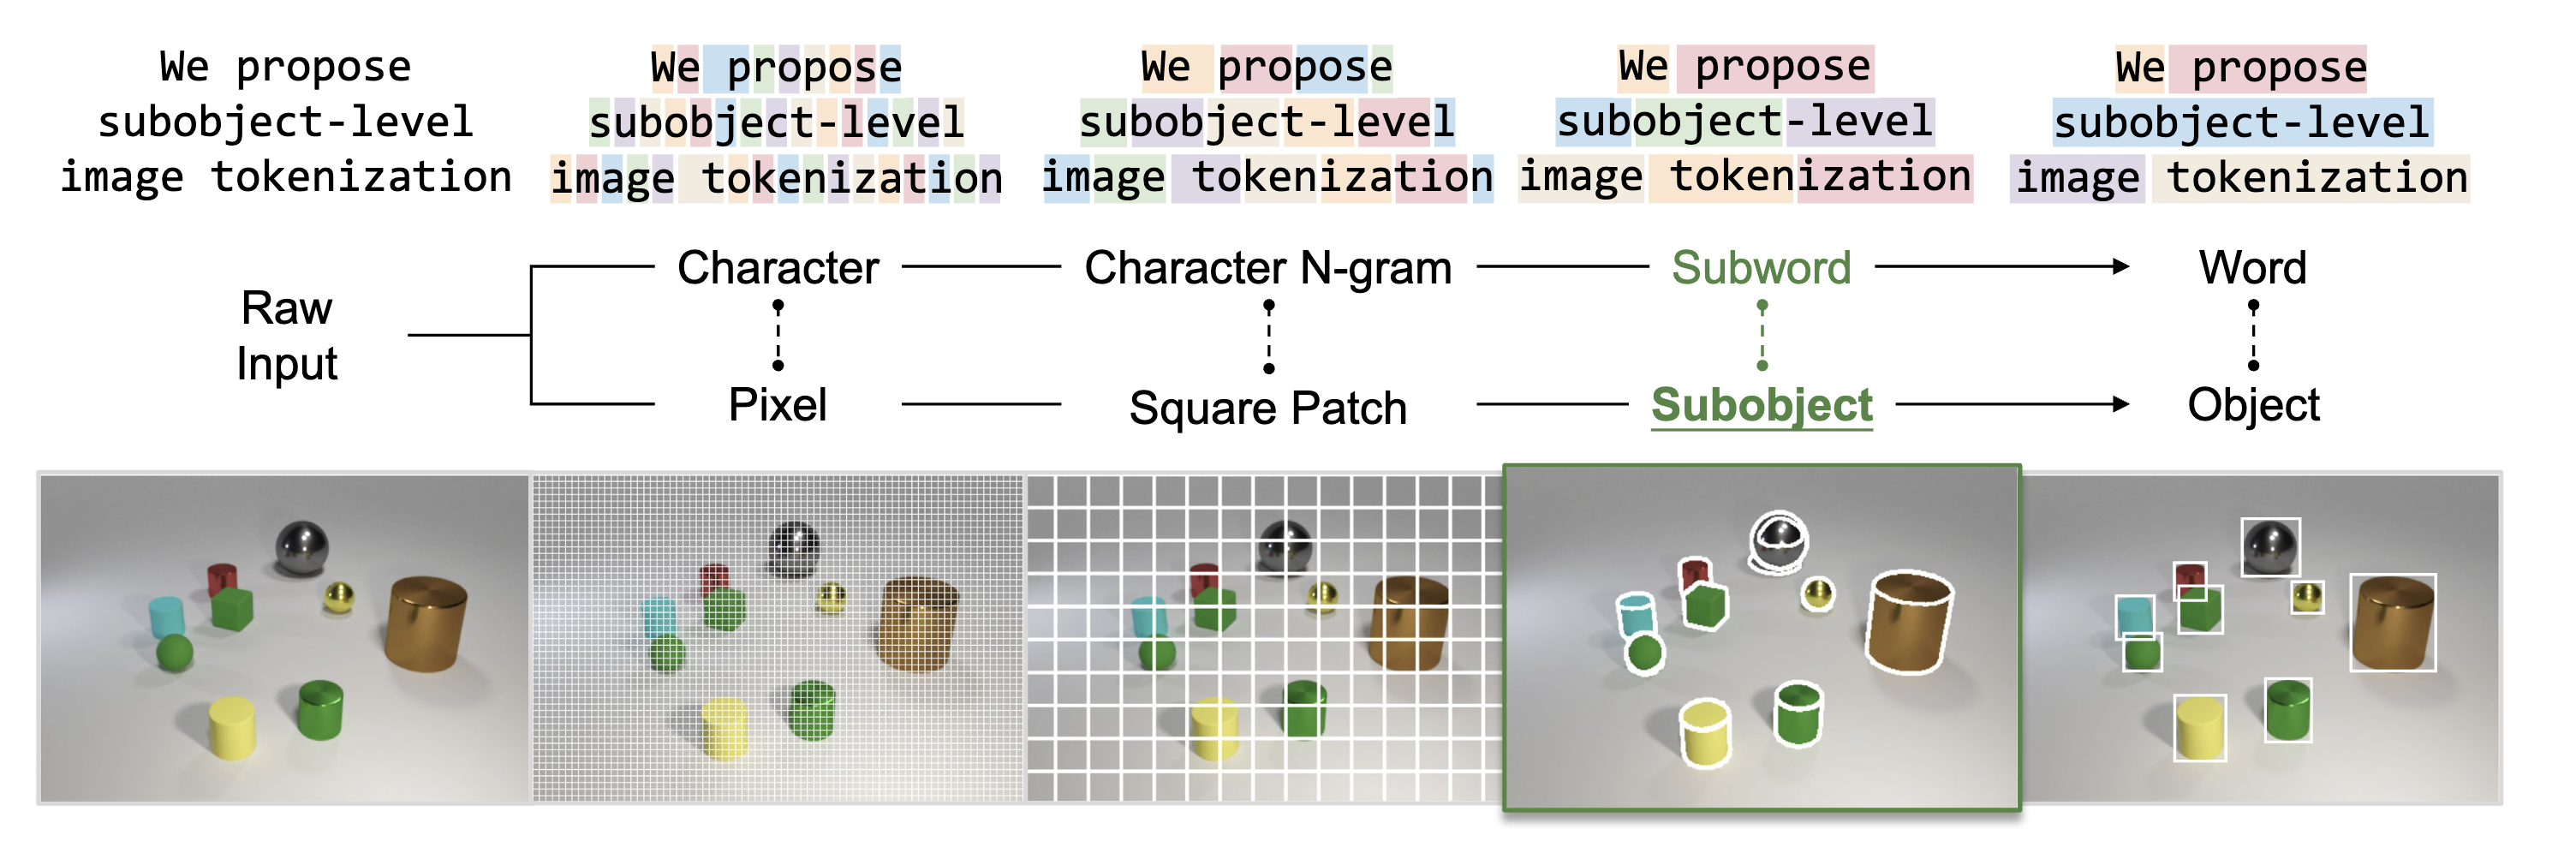 We propose
subobject-level
image tokenization
We propose
subobject-level
image tokenization
We propose
subobject-level
image tokenization
We propose
subobject-level
image tokenization
We propose
subobject-level
image tokenization
Raw
Input
Character
Character N-gram
Subword
Word
Pixel
Square Patch
Subobject
Object